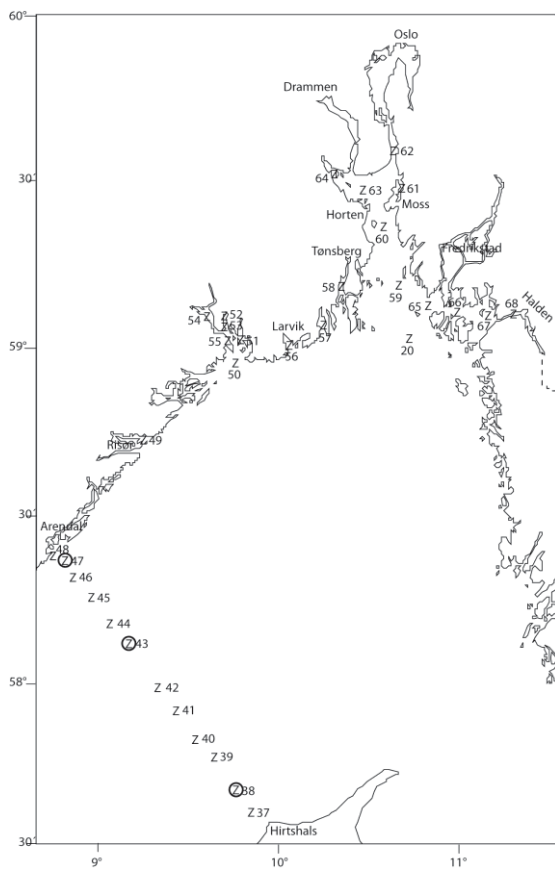 60°
Oslo
Drammen
Z 62
30'
64 Z
Z 63
Z 61
Horten
Moss
Z
60
Tønsberg
Fredrikstad
58 Z
Z
59
54 Z
Z 52
Z 53
55 Z
Z 51
Larvik
Z
57
Z
56
65 Z
66
Z
Z
67
68
Z
Halden
59°
Z
20
Z
50
Risør
Z 49
30'
Arendal
Z 48
Z 47
Z 46
Z 45
Z 44
Z 43
58°
Z 42
Z 41
Z 40
Z 39
Z 38
Z 37
Hirtshals
30'
9°
10°
11°